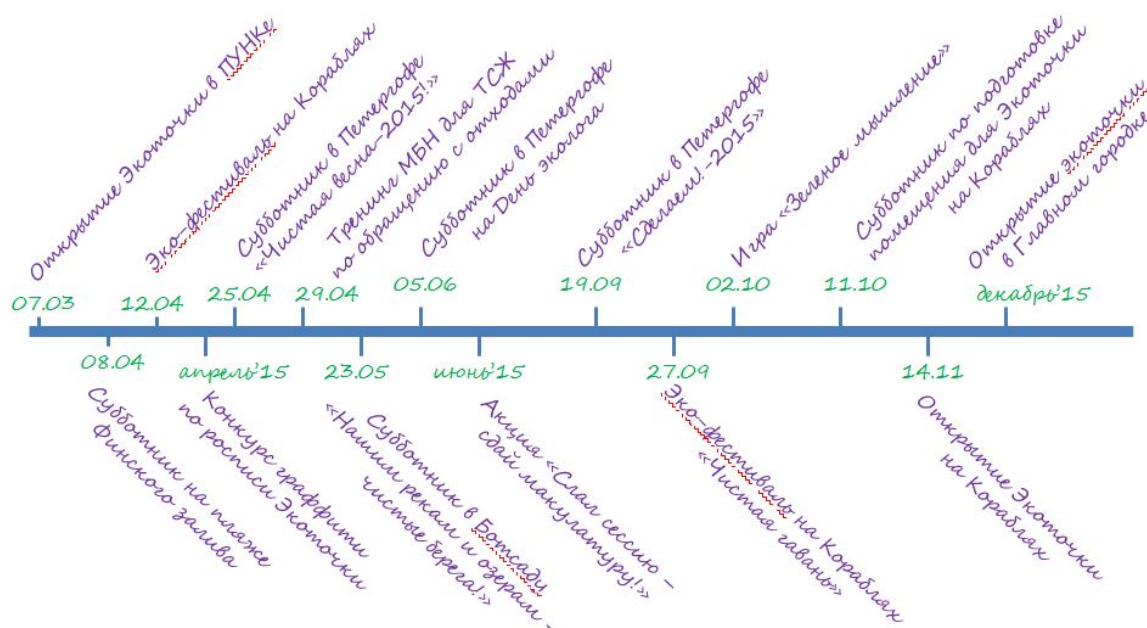 Открытие Экоточки в ПУНКе
07.03
Эко-фестиваль на Кораблях
12.04
Субботник в Петергофе
«Чистая весна-2015!»
25.04
Тренинг МБН для ТСЖ
по обращению с отходами
29.04
Субботник в Петергофе
на День эколога
05.06
Субботник в Петергофе
«Сделаем!-2015»
19.09
Игра «Зеленое мышление»
02.10
Субботник по подготовке
помещения для Экоточки
на Кораблях
11.10
Открытие экоточки
в Главном городке
декабрь'15
08.04
Субботник на пляже
Финского залива
апрель'15
Конкурс граффити
по росписи Экоточки
23.05
Субботник в Ботсаду
«Нашим рекам и озерам -
чистые берега!»
июнь'15
Акция «Слал сессию -
сдай макулатуру!»
27.09
Эко-фестиваль на Кораблях
«Чистая гавань»
14.11
Открытие Экоточки
на Кораблях